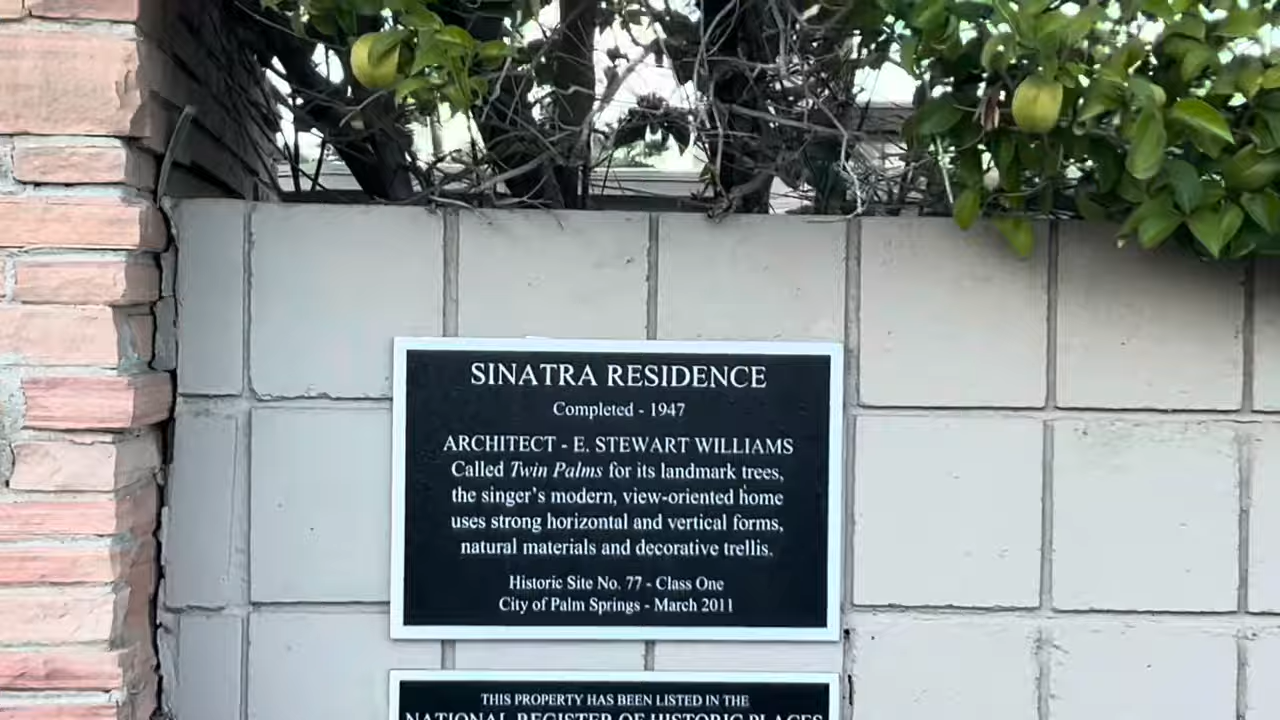 SINATRA RESIDENCE
Completed - 1947
ARCHITECT - E. STEWART WILLIAMS
Called Twin Palms for its landmark trees,
the singer's modern, view-oriented home
uses strong horizontal and vertical forms,
natural materials and decorative trellis.
Historic Site No. 77 - Class One
City of Palm Springs - March 2011
THIS PROPERTY HAS BEEN LISTED IN THE
NATIONAL REGISTER OF HISTORIC PLACES